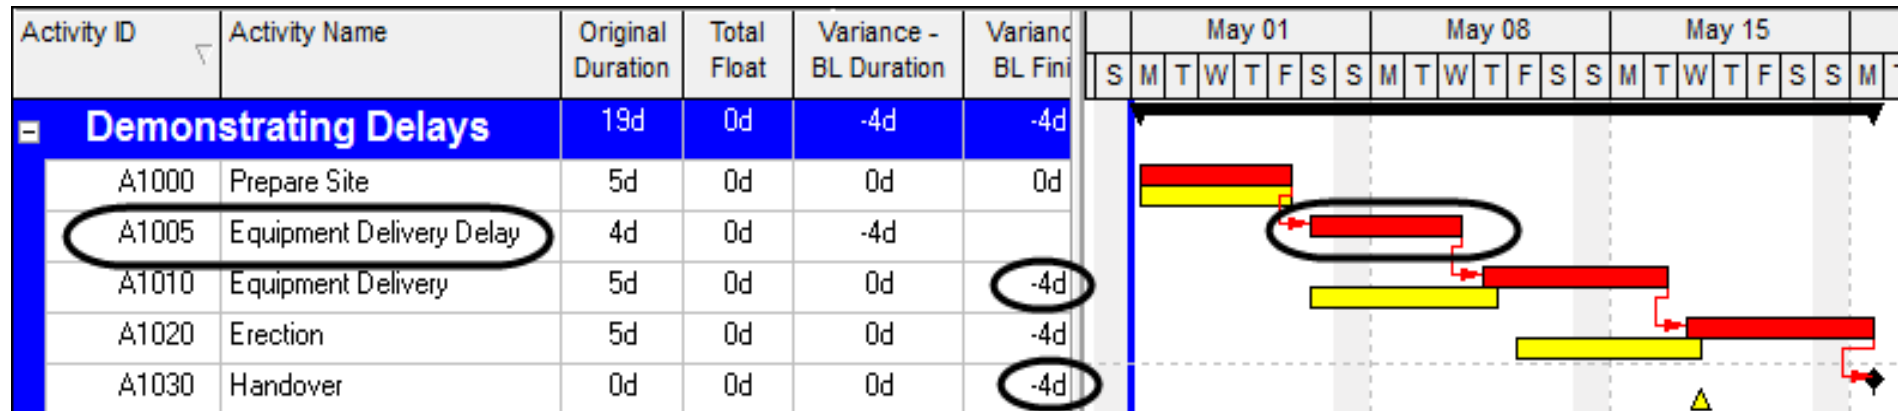 Activity ID Activity Name Original Total Variance - Varianc May 01 May 08 May 15
Duration Float BL Duration BL Fini S M T W T F S S M T W T F S S M T W T F S S M
Demonstrating Delays 19d 0d -4d -4d
A1000 Prepare Site 5d 0d 0d 0d
A1005 Equipment Delivery Delay 4d 0d -4d
A1010 Equipment Delivery 5d 0d 0d -4d
A1020 Erection 5d 0d 0d -4d
A1030 Handover 0d 0d 0d -4d